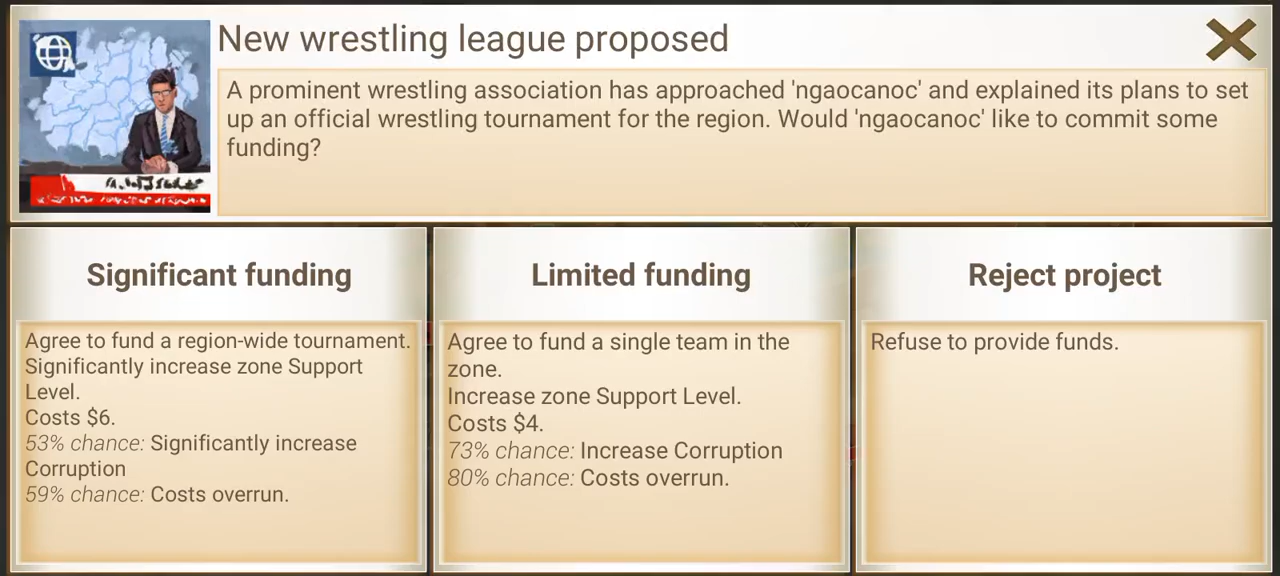 New wrestling league proposed
A prominent wrestling association has approached 'ngaocanoc' and explained its plans to set
up an official wrestling tournament for the region. Would 'ngaocanoc' like to commit some
funding?
Significant funding
Agree to fund a region-wide tournament.
Significantly increase zone Support
Level.
Costs $6.
53% chance: Significantly increase
Corruption
59% chance: Costs overrun.
Limited funding
Agree to fund a single team in the
zone.
Increase zone Support Level.
Costs $4.
73% chance: Increase Corruption
80% chance: Costs overrun.
Reject project
Refuse to provide funds.